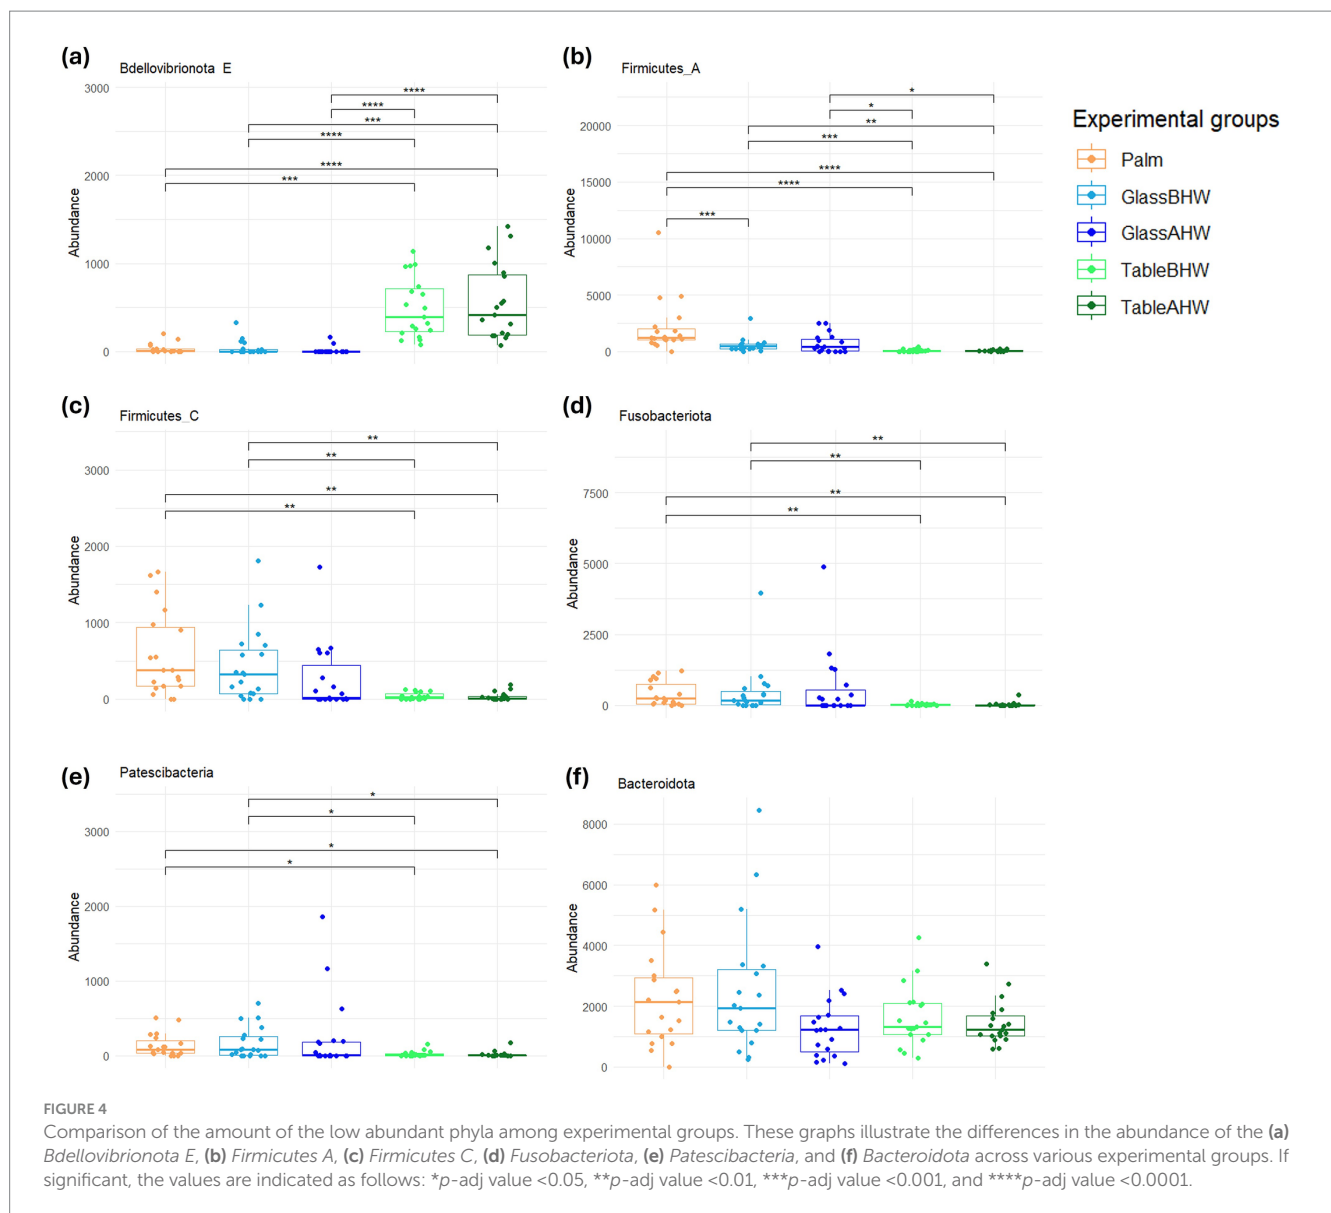 (a)
Bdellovibrionota E
3000
2000
1000
0
Abundance
****
****
***
****
****
***
(b)
Firmicutes_A
20000
15000
10000
5000
0
Abundance
*
*
**
***
****
****
***
Experimental groups
Palm
GlassBHW
GlassAHW
TableBHW
TableAHW
(c)
Firmicutes_C
3000
2000
1000
0
Abundance
**
**
**
**
(d)
Fusobacteriota
7500
5000
2500
0
Abundance
**
**
**
**
(e)
Patescibacteria
3000
2000
1000
0
Abundance
*
*
*
*
(f)
Bacteroidota
8000
6000
4000
2000
0
Abundance
FIGURE 4
Comparison of the amount of the low abundant phyla among experimental groups. These graphs illustrate the differences in the abundance of the (a)
Bdellovibrionota E, (b) Firmicutes A, (c) Firmicutes C, (d) Fusobacteriota, (e) Patescibacteria, and (f) Bacteroidota across various experimental groups. If
significant, the values are indicated as follows: *p-adj value <0.05, **p-adj value <0.01, ***p-adj value <0.001, and ****p-adj value <0.0001.